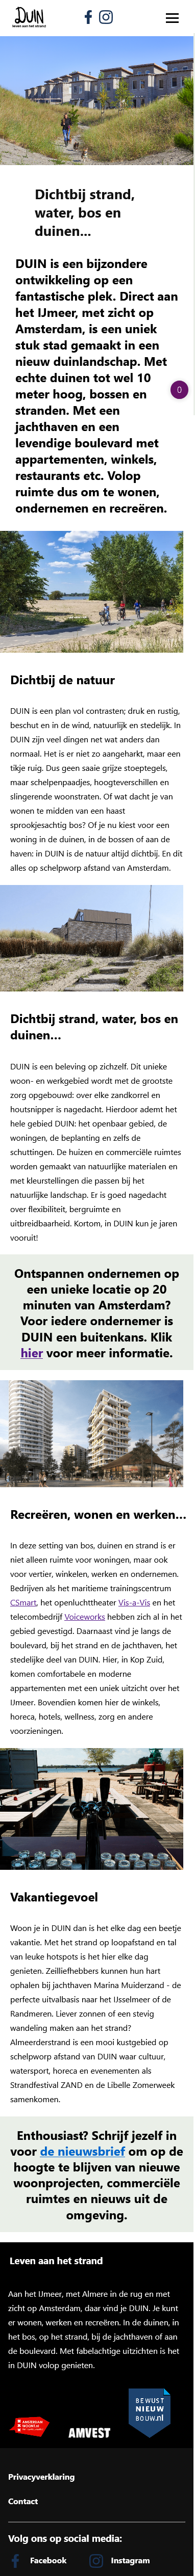 DUIN
leven aan het strand
Dichtbij strand,
water, bos en
duinen...
DUIN is een bijzondere
ontwikkeling op een
fantastische plek. Direct aan
het IJmeer, met zicht op
Amsterdam, is een uniek
stuk stad gemaakt in een
nieuw duinlandschap. Met
echte duinen tot wel 10
meter hoog, bossen en
stranden. Met een
jachthaven en een
levendige boulevard met
appartementen, winkels,
restaurants etc. Volop
ruimte dus om te wonen,
ondernemen en recreëren.
0
Dichtbij de natuur
DUIN is een plan vol contrasten; druk en rustig,
beschut en in de wind, natuurlijk en stedelijk. In
DUIN zijn veel dingen net wat anders dan
normaal. Het is er niet zo aangeharkt, maar een
tikje ruig. Dus geen saaie grijze stoeptegels,
maar schelpenpaadjes, hoogteverschillen en
slingerende woonstraten. Of wat dacht je van
wonen te midden van een haast
sprookjesachtig bos? Of je nu kiest voor een
woning in de duinen, in de bossen of aan de
haven: in DUIN is de natuur altijd dichtbij. En dit
alles op schelpworp afstand van Amsterdam.
Dichtbij strand, water, bos en
duinen...
DUIN is een beleving op zichzelf. Dit unieke
woon- en werkgebied wordt met de grootste
zorg opgebouwd: over elke zandkorrel en
houtsnipper is nagedacht. Hierdoor ademt het
hele gebied DUIN: het openbaar gebied, de
woningen, de beplanting en zelfs de
schuttingen. De huizen en commerciële ruimtes
worden gemaakt van natuurlijke materialen en
met kleurstellingen die passen bij het
natuurlijke landschap. Er is goed nagedacht
over flexibiliteit, bergruimte en
uitbreidbaarheid. Kortom, in DUIN kun je jaren
vooruit!
Ontspannen ondernemen op
een unieke locatie op 20
minuten van Amsterdam?
Voor iedere ondernemer is
DUIN een buitenkans. Klik
hier voor meer informatie.
Recreëren, wonen en werken...
In deze setting van bos, duinen en strand is er
niet alleen ruimte voor woningen, maar ook
voor vertier, winkelen, werken en ondernemen.
Bedrijven als het maritieme trainingscentrum
CSmart, het openluchttheater Vis-a-Vis en het
telecombedrijf Voiceworks hebben zich al in het
gebied gevestigd. Daarnaast vind je langs de
boulevard, bij het strand en de jachthaven, het
stedelijke deel van DUIN. Hier, in Kop Zuid,
komen comfortabele en moderne
appartementen met een uniek uitzicht over het
IJmeer. Bovendien komen hier de winkels,
horeca, hotels, wellness, zorg en andere
voorzieningen.
Vakantiegevoel
Woon je in DUIN dan is het elke dag een beetje
vakantie. Met het strand op loopafstand en tal
van leuke hotspots is het hier elke dag
genieten. Zeilliefhebbers kunnen hun hart
ophalen bij jachthaven Marina Muiderzand - de
perfecte uitvalbasis naar het IJsselmeer of de
Randmeren. Liever zonnen of een stevig
wandeling maken aan het strand?
Almeerderstrand is een mooi kustgebied op
schelpworp afstand van DUIN waar cultuur,
watersport, horeca en evenementen als
Strandfestival ZAND en de Libelle Zomerweek
samenkomen.
Enthousiast? Schrijf jezelf in
voor de nieuwsbrief om op de
hoogte te blijven van nieuwe
woonprojecten, commerciële
ruimtes en nieuws uit de
omgeving.
Leven aan het strand
Aan het IJmeer, met Almere in de rug en met
zicht op Amsterdam, daar vind je DUIN. Je kunt
er wonen, werken en recreëren. In de duinen, in
het bos, op het strand, bij de jachthaven of aan
de boulevard. Met fabelachtige uitzichten is het
in DUIN volop genieten.
AMVEST
BEWUST
NIEUW
BOUW.nl
Privacyverklaring
Contact
Volg ons op social media:
Facebook
Instagram